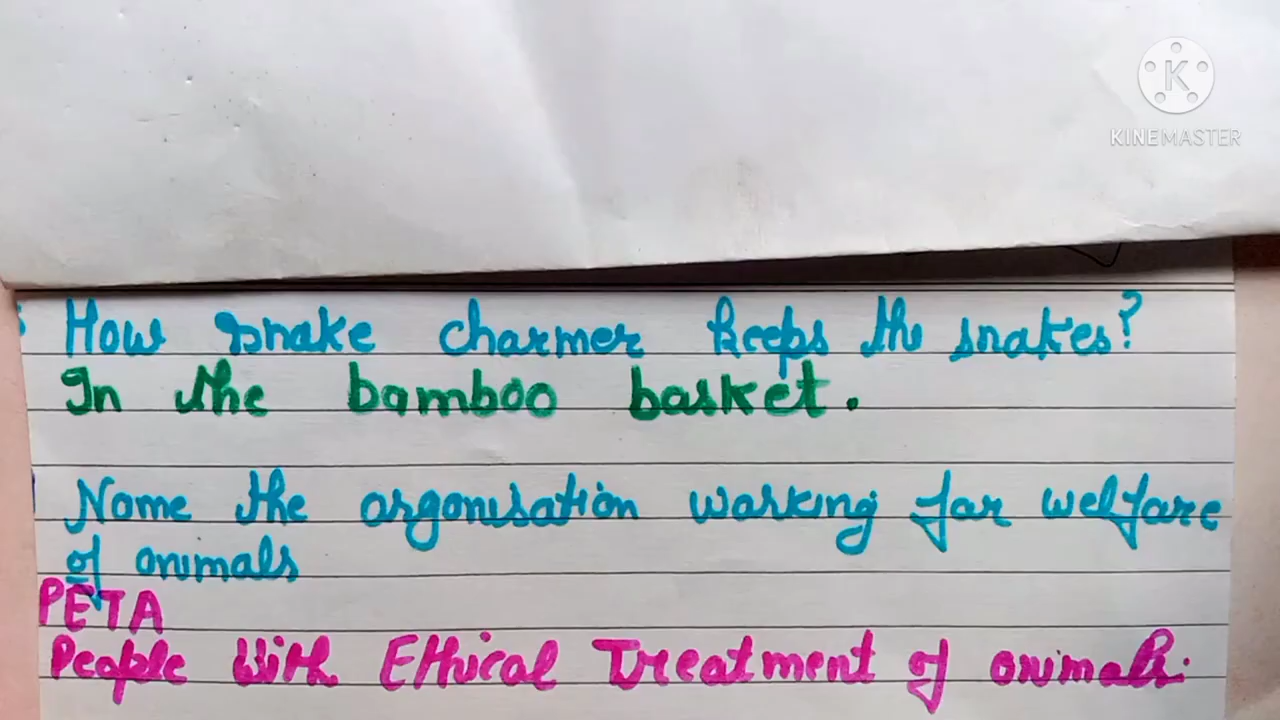 KINEMASTER
How snake charmer keeps the snakes?
In the bamboo basket.
Name the organisation working for welfare
of animals
PETA
People With Ethical Treatment of animals.